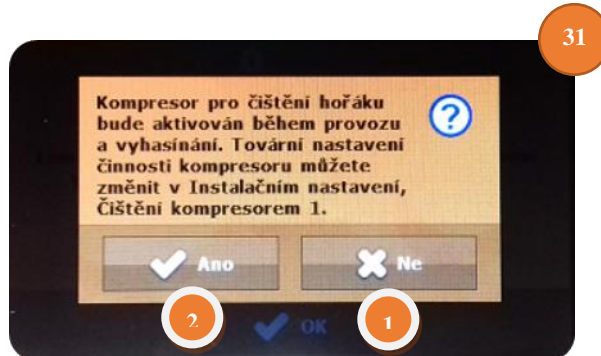 31
Kompresor pro čištění hořáku
bude aktivován během provozu
a vyhasínání. Tovární nastavení
činnosti kompresoru můžete
změnit v Instalačním nastavení,
Čištění kompresorem 1.
?
Ano
Ne
2
OK
1